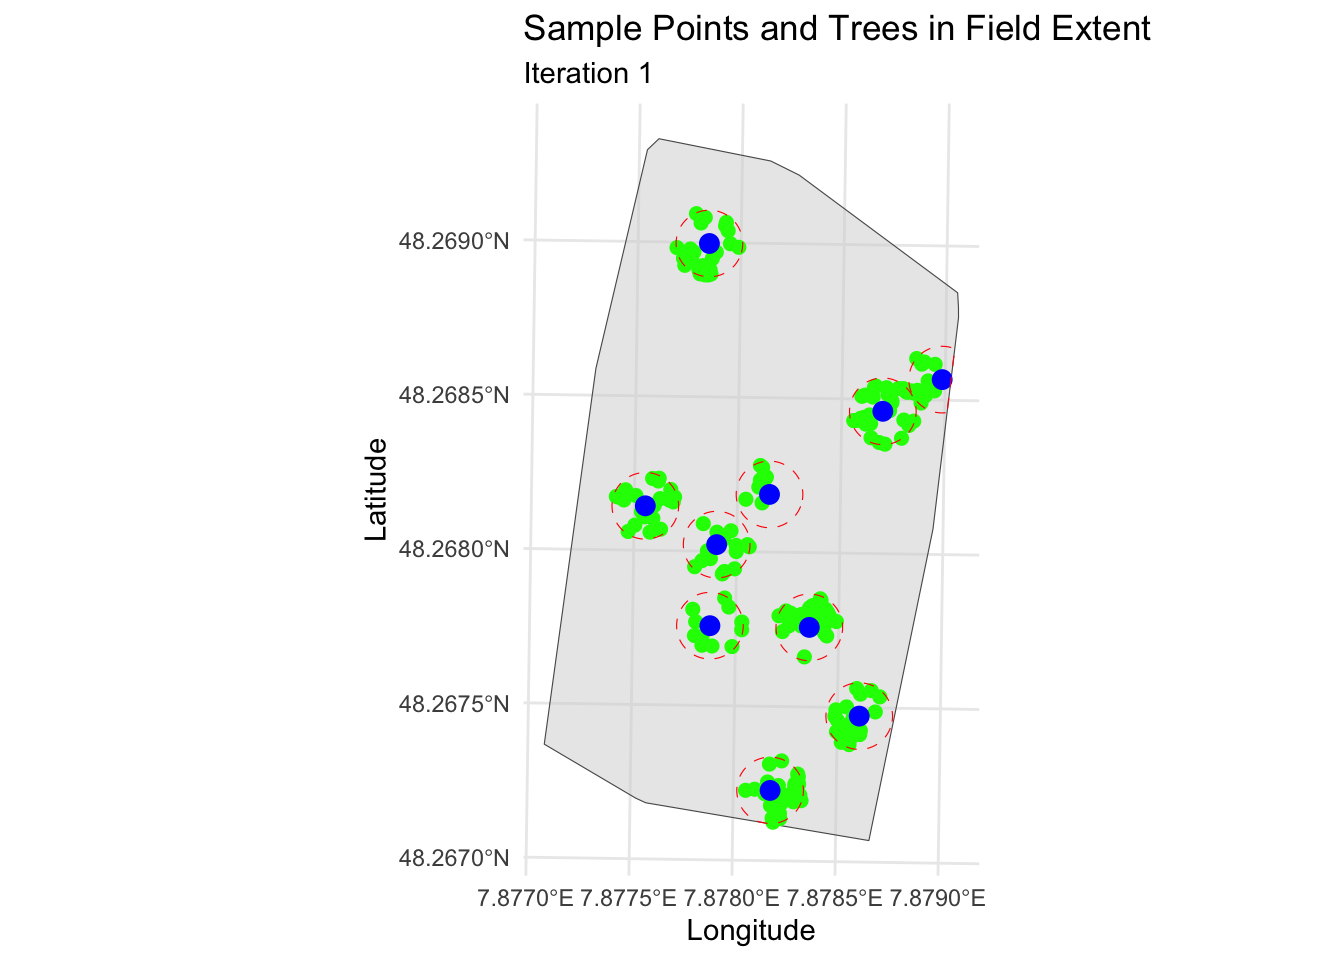 Sample Points and Trees in Field Extent
Iteration 1
48.2690°N
48.2685°N
48.2680°N
48.2675°N
48.2670°N
Latitude
7.8770°E 7.8775°E 7.8780°E 7.8785°E 7.8790°E
Longitude